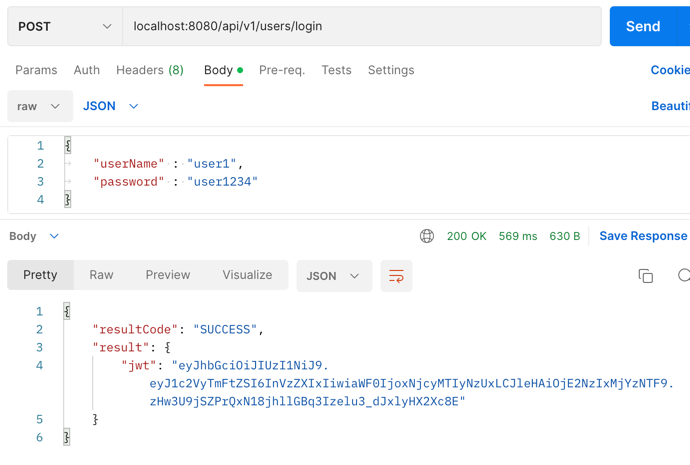 POST localhost:8080/api/v1/users/login Send
Params Auth Headers (8) Body Pre-req. Tests Settings Cookie
raw JSON Beautif
1 {
2 "userName" : "user1",
3 "password" : "user1234"
4 }
Body 200 OK 569 ms 630 B Save Response
Pretty Raw Preview Visualize JSON
1 {
2 "resultCode": "SUCCESS",
3 "result": {
4 "jwt": "eyJhbGciOiJIUzI1NiJ9.
eyJ1c2VyTmFtZSI6InVzZXIxIiwiaWF0IjoxNjcyMTIyNzUxLCJleHAiOjE2NzIxMjYzNTF9.
zHw3U9jSZPrQxN18jhllGBq3Izelu3_dJxlyHX2Xc8E"
5 }
6 }